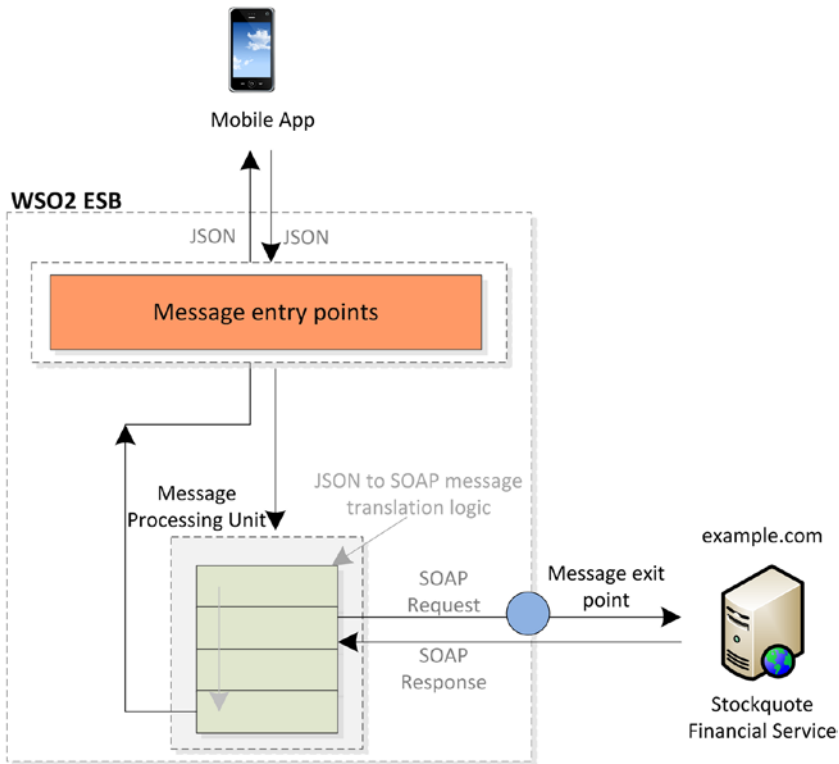 Mobile App
WSO2 ESB
JSON
JSON
Message entry points
JSON to SOAP message
translation logic
Message
Processing Unit
example.com
SOAP
Request
Message exit
point
SOAP
Response
Stockquote
Financial Service